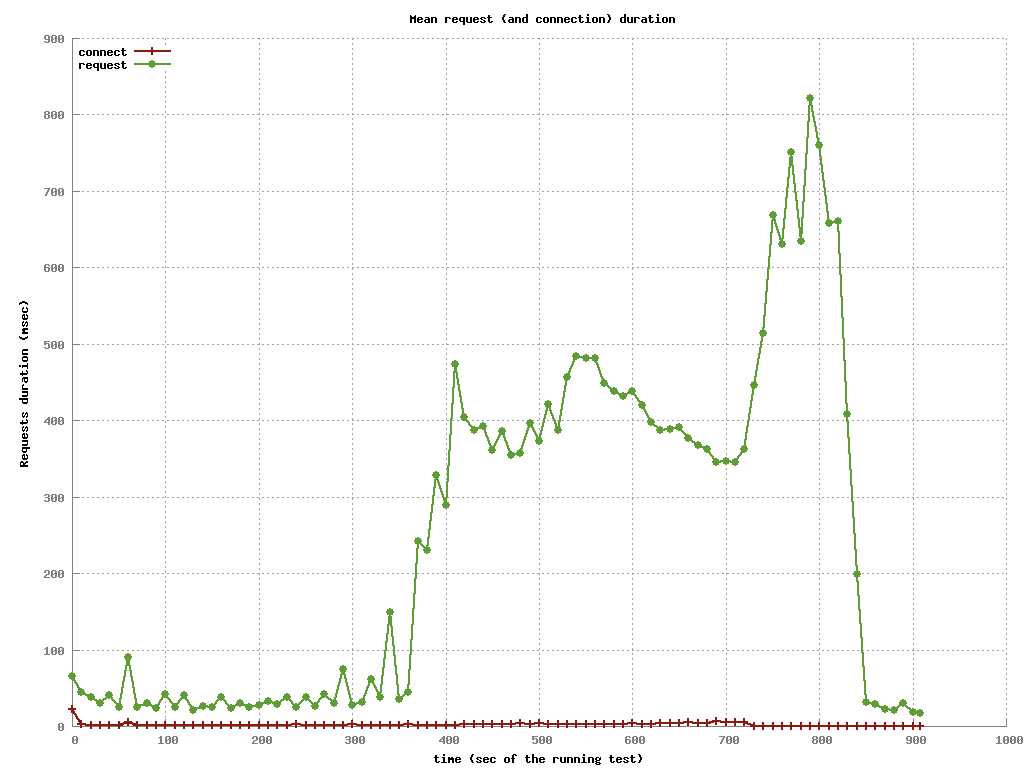 Mean request (and connection) duration
900
connect
request
800
700
600
500
400
300
200
100
0
Requests duration (msec)
0 100 200 300 400 500 600 700 800 900 1000
time (sec of the running test)